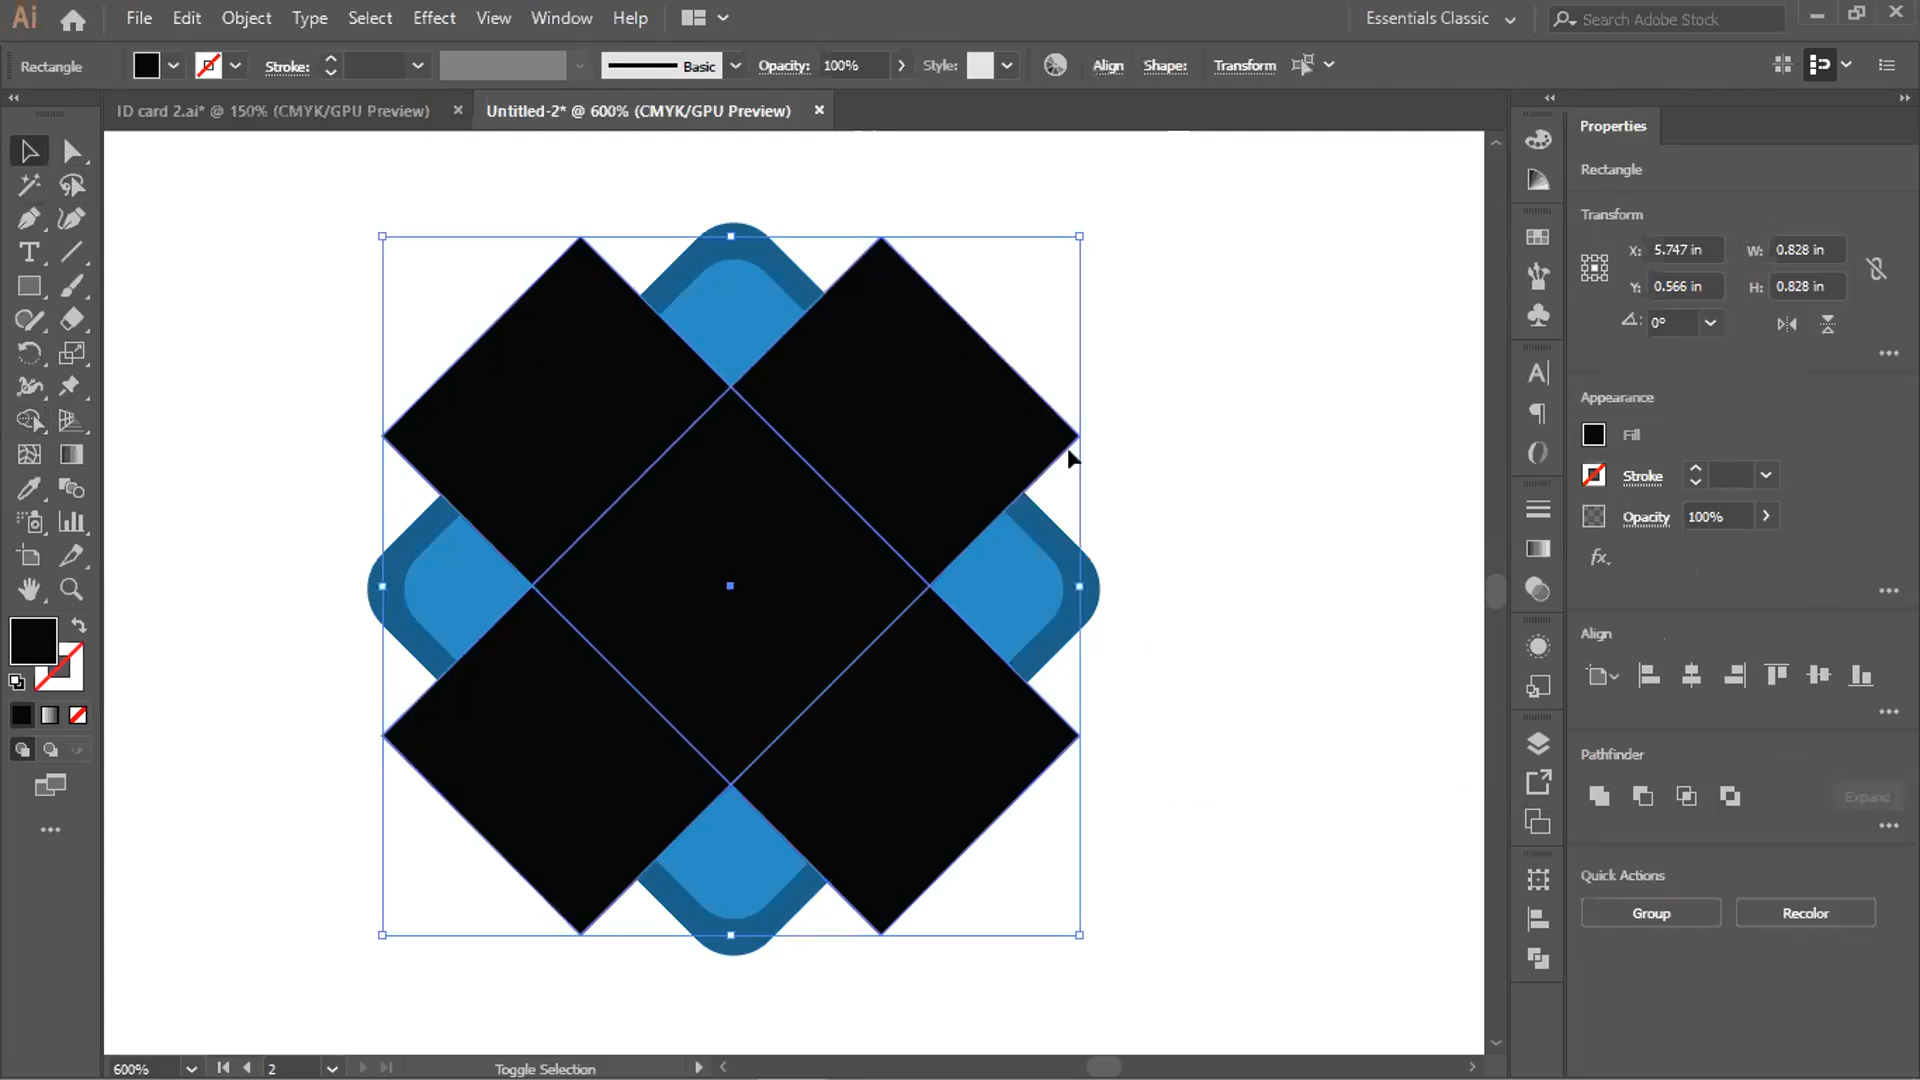 Ai File Edit Object Type Select Effect View Window Help Essentials Classic Search Adobe Stock
Rectangle Stroke: Basic Opacity: 100% Style: Align Shape: Transform
ID card 2.ai* @ 150% (CMYK/GPU Preview) Untitled-2* @ 600% (CMYK/GPU Preview)
Properties
Rectangle
Transform
X: 5.747 in W: 0.828 in
Y: 0.566 in H: 0.828 in
0°
Appearance
Fill
Stroke
Opacity 100%
fx.
Align
Pathfinder
Expand
Quick Actions
Group Recolor
600% 2 Toggle Selection